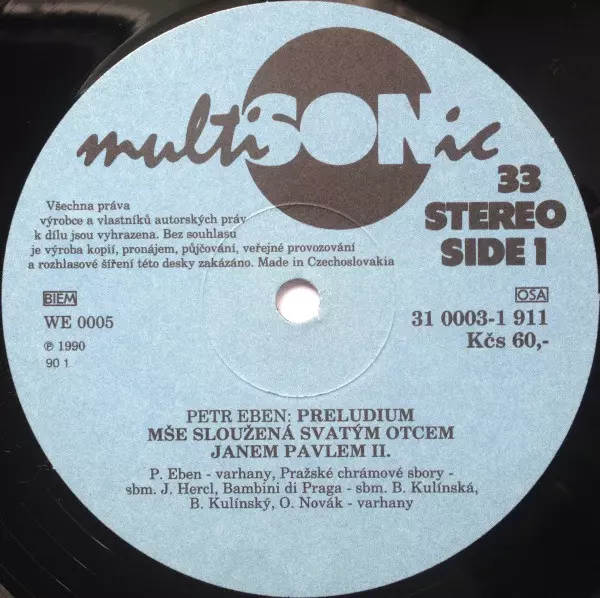 multiSONic
33
STEREO
SIDE 1
Všechna práva
výrobce a vlastníků autorských práv
k dílu jsou vyhrazena. Bez souhlasu
je výroba kopií, pronájem, půjčování, veřejné provozování
a rozhlasové šíření této desky zakázáno. Made in Czechoslovakia
BIEM
WE 0005
℗ 1990
90 1
OSA
31 0003-1 911
Kčs 60,-
PETR EBEN: PRELUDIUM
MŠE SLOUŽENÁ SVATÝM OTCEM
JANEM PAVLEM II.
P. Eben - varhany, Pražské chrámové sbory -
sbm. J. Hercl, Bambini di Praga - sbm. B. Kulínská,
B. Kulínský, O. Novák - varhany